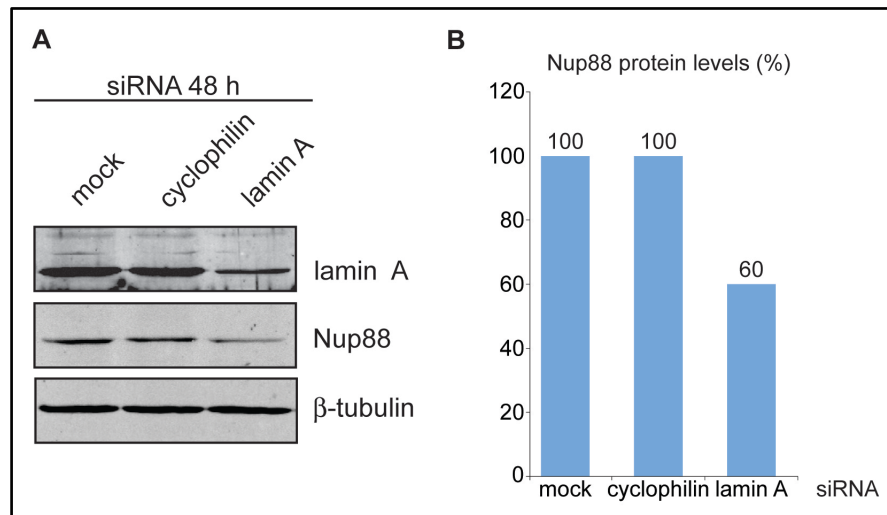 A
siRNA 48 h
mock
cyclophilin
lamin A
lamin A
Nup88
β-tubulin
B
Nup88 protein levels (%)
120
100
80
60
40
20
0
100
100
60
mock cyclophilin lamin A siRNA